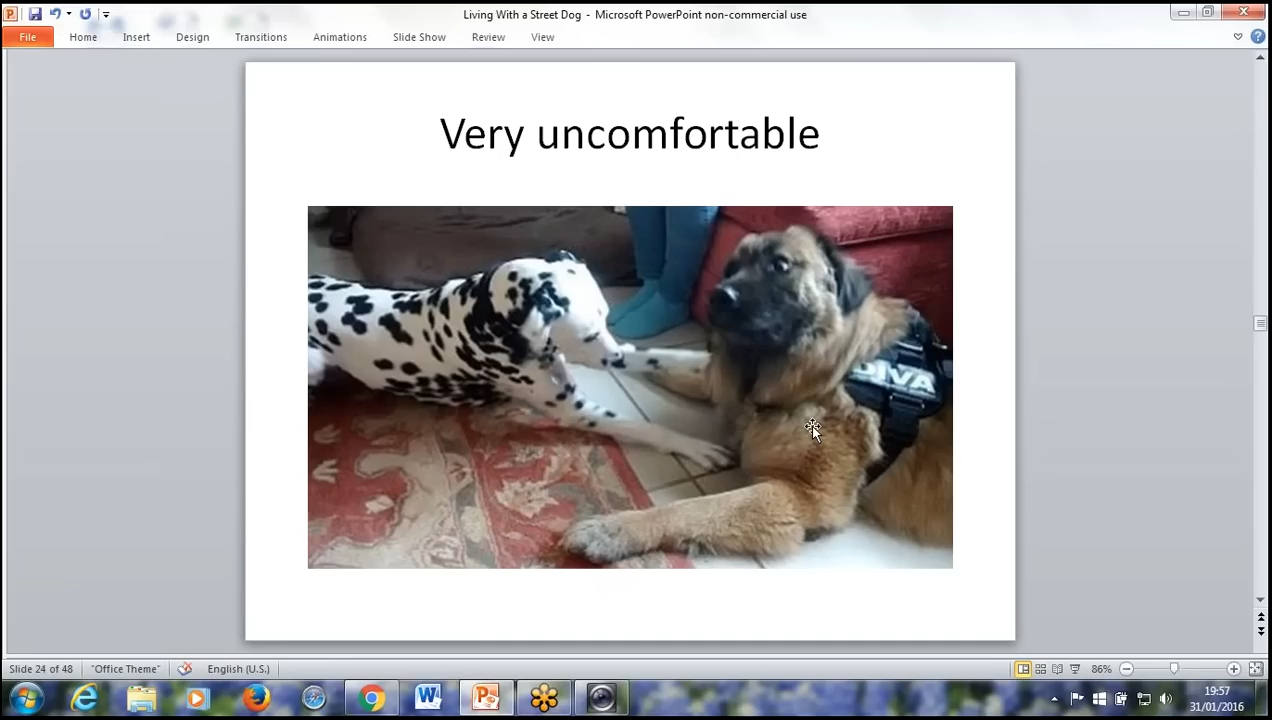 Living With a Street Dog - Microsoft PowerPoint non-commercial use
File Home Insert Design Transitions Animations Slide Show Review View
Very uncomfortable
DIVA
Slide 24 of 48 "Office Theme" English (U.S.) 86%
19:57
31/01/2016